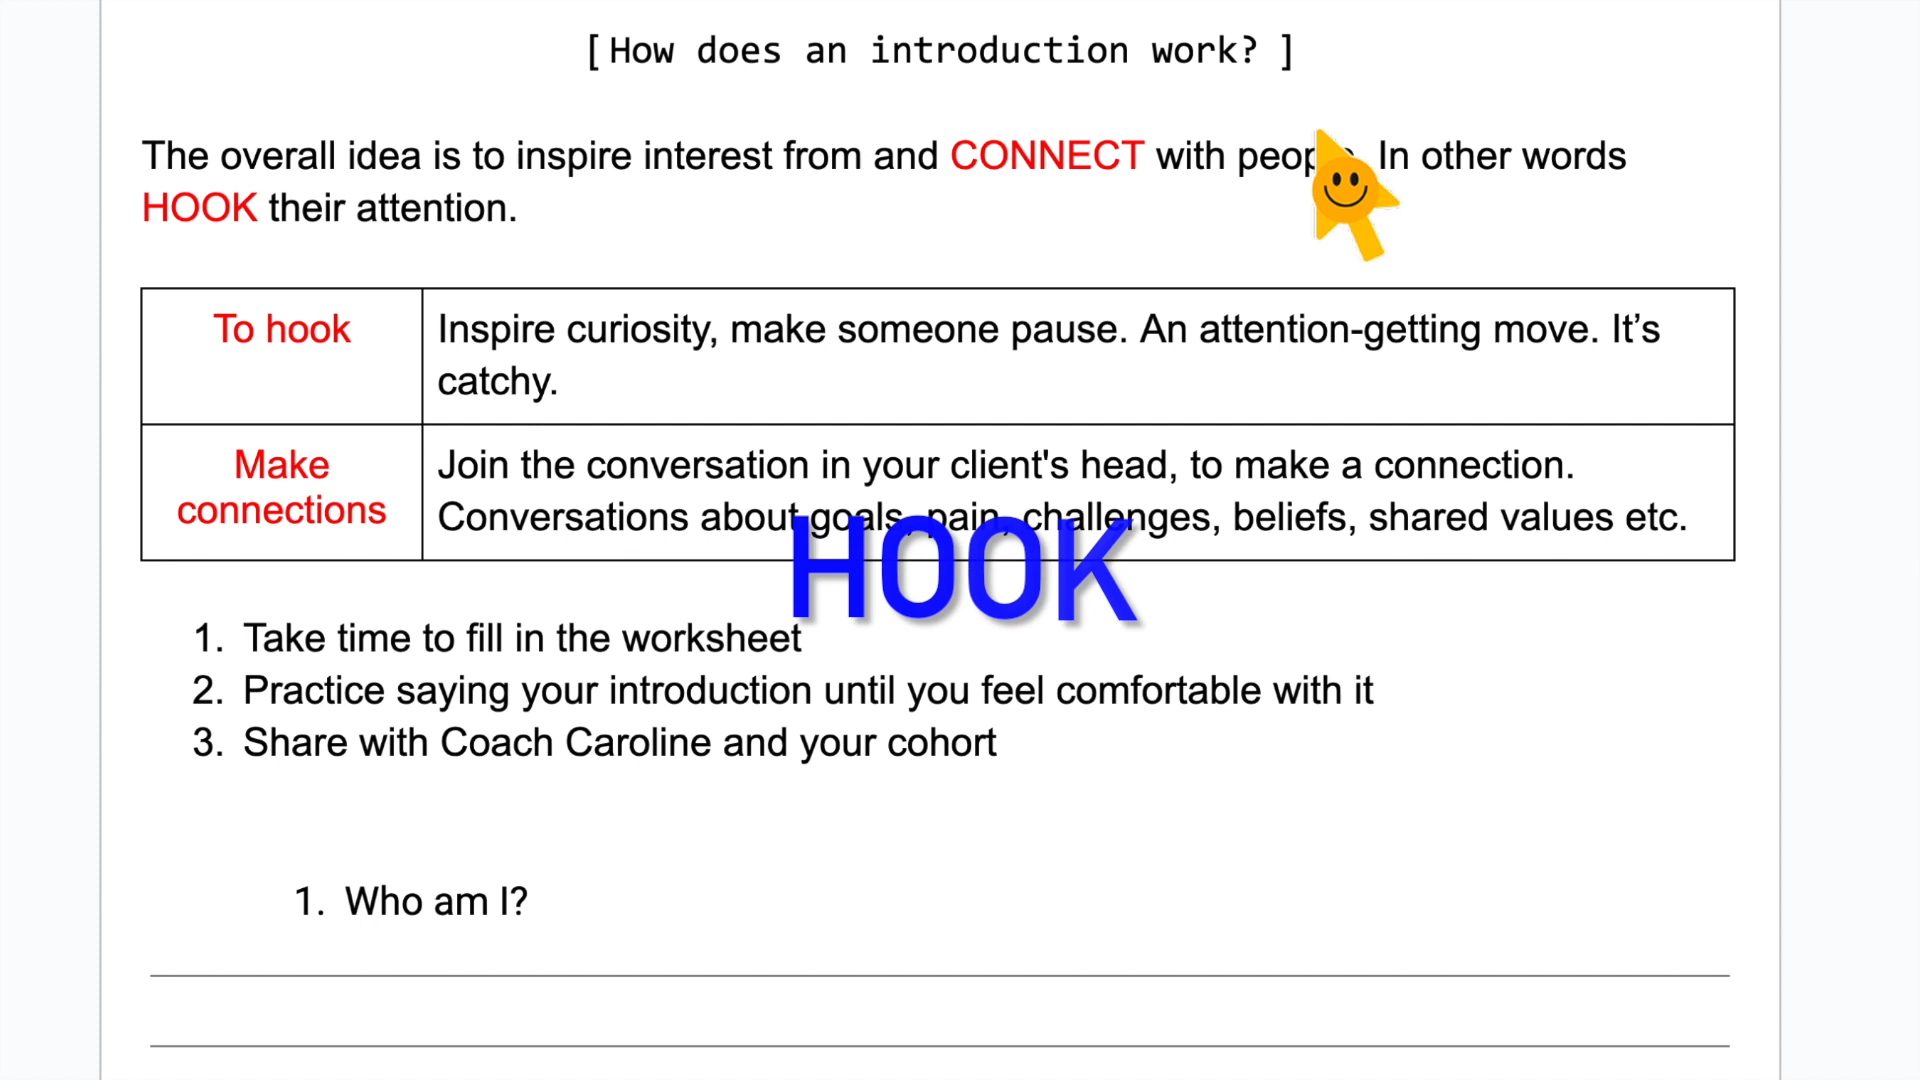 [How does an introduction work? ]
The overall idea is to inspire interest from and CONNECT with people. In other words
HOOK their attention.
To hook
Inspire curiosity, make someone pause. An attention-getting move. It’s
catchy.
Make
connections
Join the conversation in your client's head, to make a connection.
Conversations about goals, pain, challenges, beliefs, shared values etc.
HOOK
1. Take time to fill in the worksheet
2. Practice saying your introduction until you feel comfortable with it
3. Share with Coach Caroline and your cohort
1. Who am I?